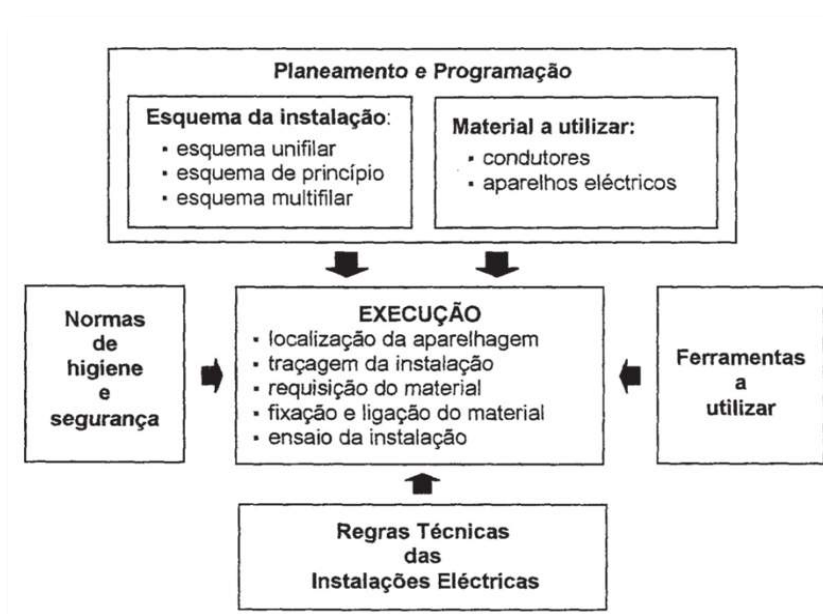 Planeamento e Programação
Esquema da instalação:
▪ esquema unifilar
▪ esquema de princípio
▪ esquema multifilar
Material a utilizar:
▪ condutores
▪ aparelhos eléctricos
Normas
de
higiene
e
segurança
EXECUÇÃO
▪ localização da aparelhagem
▪ traçagem da instalação
▪ requisição do material
▪ fixação e ligação do material
▪ ensaio da instalação
Ferramentas
a
utilizar
Regras Técnicas
das
Instalações Eléctricas